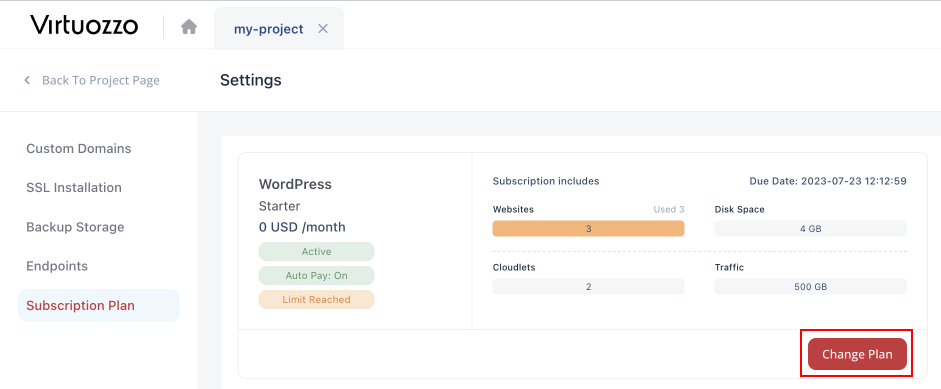 Virtuozzo
my-project
Back To Project Page
Settings
Custom Domains
SSL Installation
Backup Storage
Endpoints
Subscription Plan
WordPress
Starter
0 USD /month
Active
Auto Pay: On
Limit Reached
Subscription includes
Due Date: 2023-07-23 12:12:59
Websites
Used 3
3
Disk Space
4 GB
Cloudlets
2
Traffic
500 GB
Change Plan